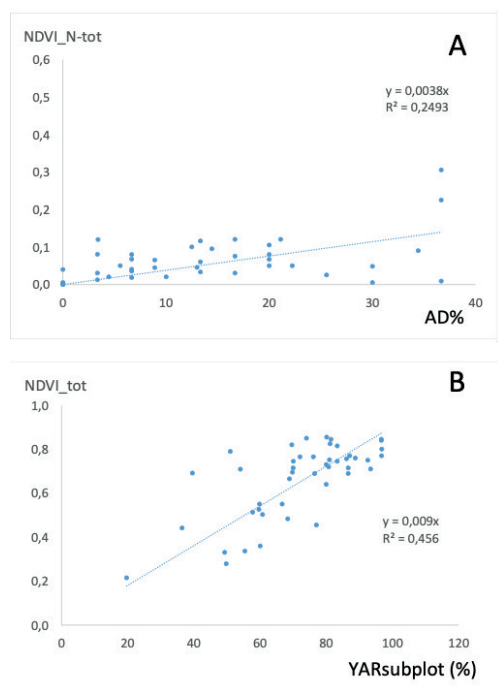 NDVI_N-tot
A
0,6
0,5
y = 0,0038x
R² = 0,2493
0,4
0,3
0,2
0,1
0,0
0 10 20 30 40
AD%
NDVI_tot
B
1,0
0,8
0,6
y = 0,009x
R² = 0,456
0,4
0,2
0,0
0 20 40 60 80 100 120
YARsubplot (%)